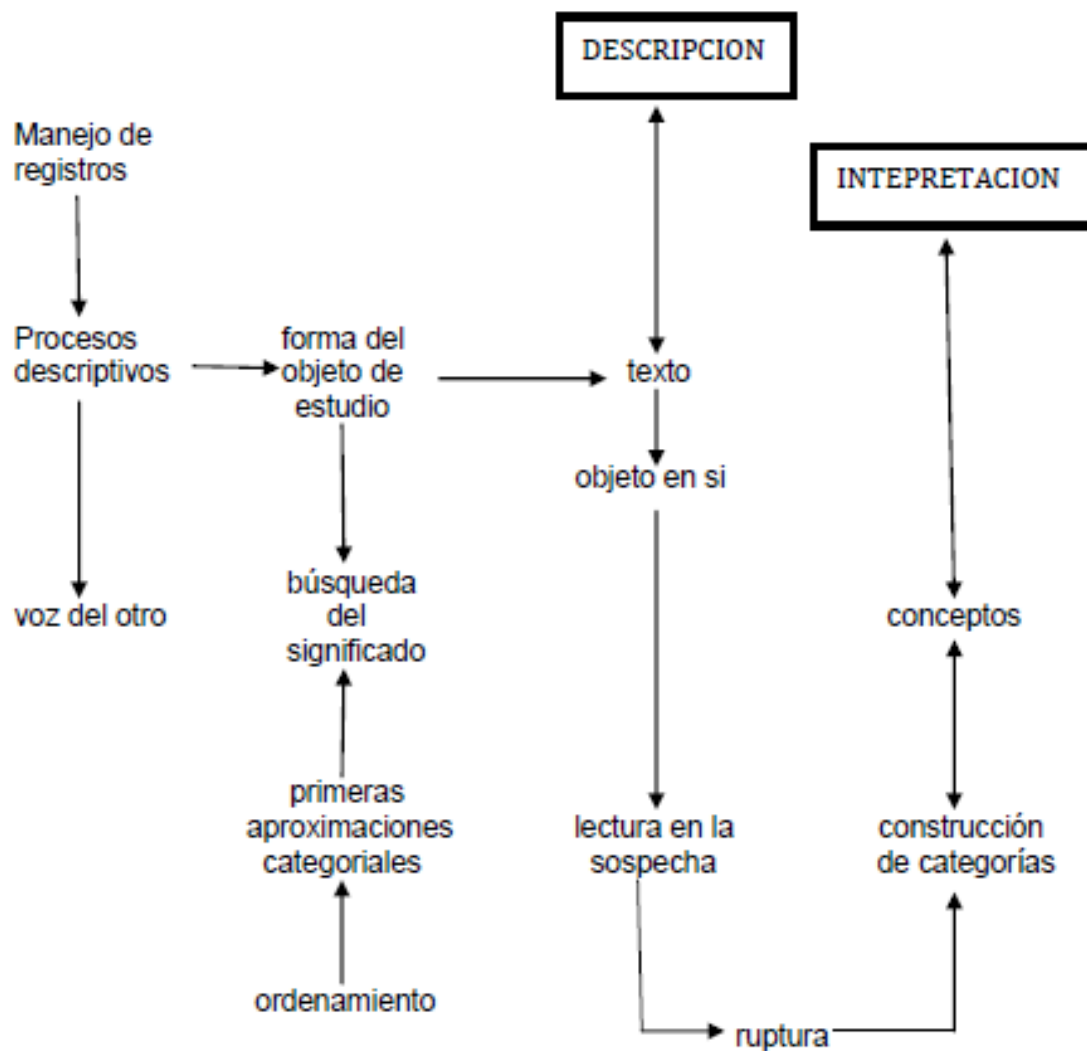 DESCRIPCION
INTEPRETACION
Manejo de
registros
Procesos
descriptivos
forma del
objeto de
estudio
texto
objeto en si
voz del otro
búsqueda
del
significado
conceptos
primeras
aproximaciones
categoriales
lectura en la
sospecha
construcción
de categorías
ordenamiento
ruptura